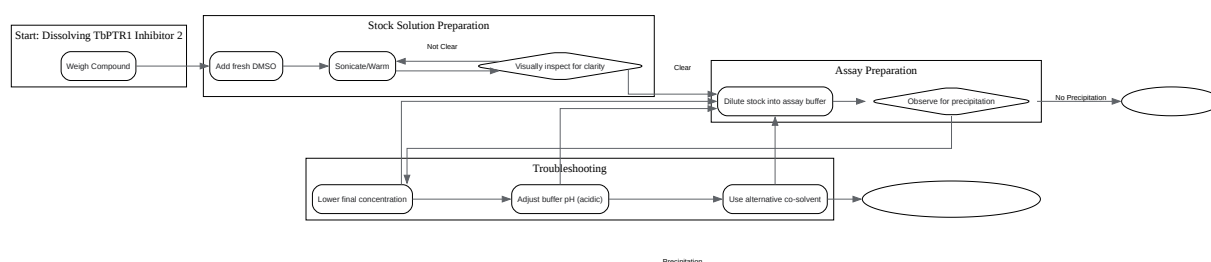 Start: Dissolving TbPTR1 Inhibitor 2
Weigh Compound
Stock Solution Preparation
Add fresh DMSO
Sonicate/Warm
Not Clear
Visually inspect for clarity
Clear
Assay Preparation
Dilute stock into assay buffer
Observe for precipitation
No Precipitation
Troubleshooting
Lower final concentration
Adjust buffer pH (acidic)
Use alternative co-solvent
Precipitation